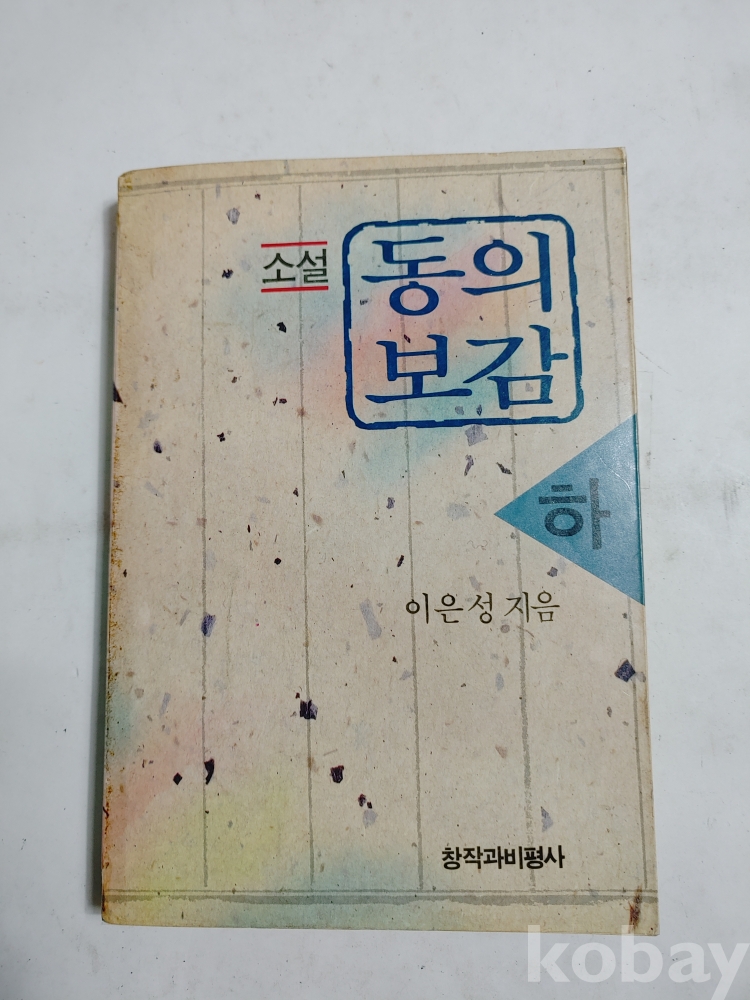 소설
동의
보감
하
이은성 지음
창작과비평사
kobay